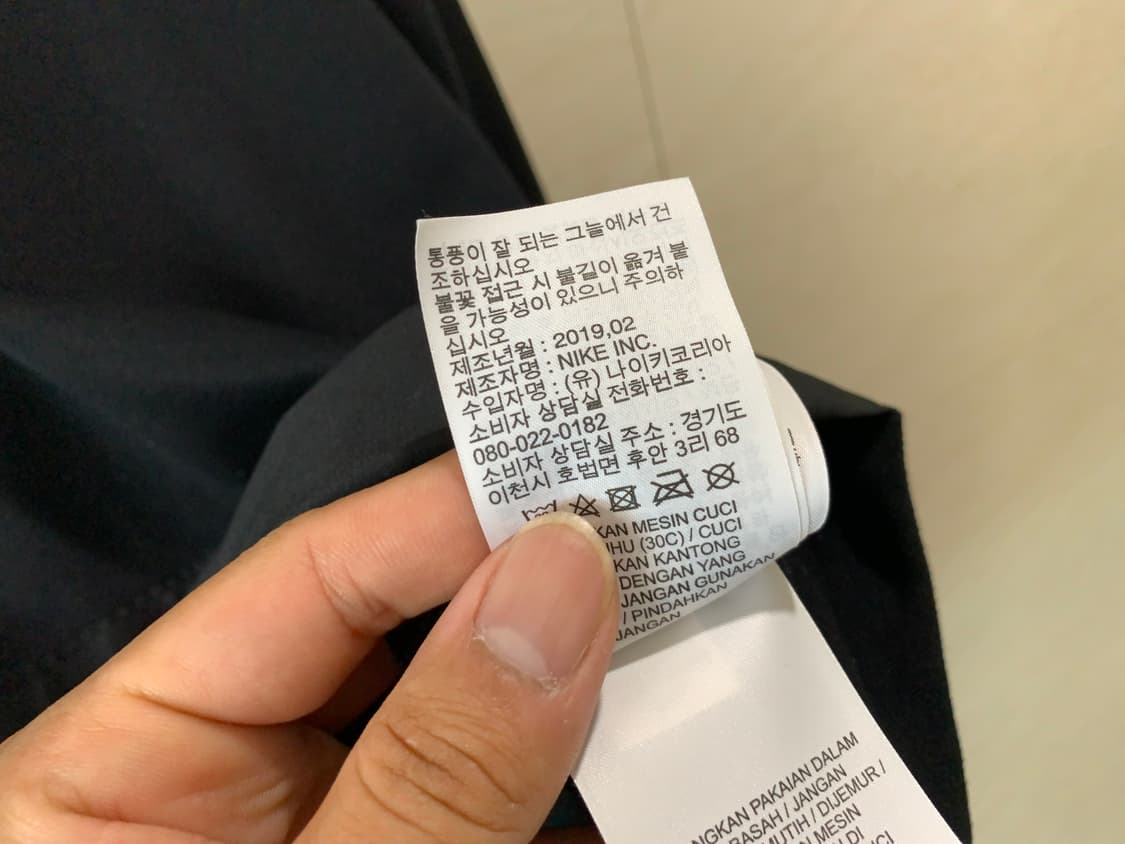 통풍이 잘 되는 그늘에서 건
조하십시오
불꽃 접근 시 불길이 옮겨 붙
을 가능성이 있으니 주의하
십시오
제조년월 : 2019,02
제조자명 : NIKE INC.
수입자명 : (유) 나이키코리아
소비자 상담실 전화번호 :
080-022-0182
소비자 상담실 주소 : 경기도
이천시 호법면 후안 3리 68
KAN MESIN CUCI
(30C) / CUCI
KAN KANTONG
DENGAN YANG
JANGAN GUNAKAN
/ PINDAHKAN
JANGAN
NGKAN PAKAIAN DALAM
BASAH / JANGAN
MUTIH / DIJEMUR /
MESIN
DI